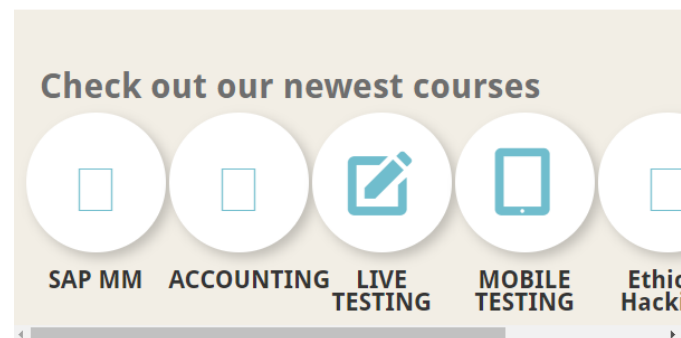 Check out our newest courses
SAP MM
ACCOUNTING
LIVE
TESTING
MOBILE
TESTING